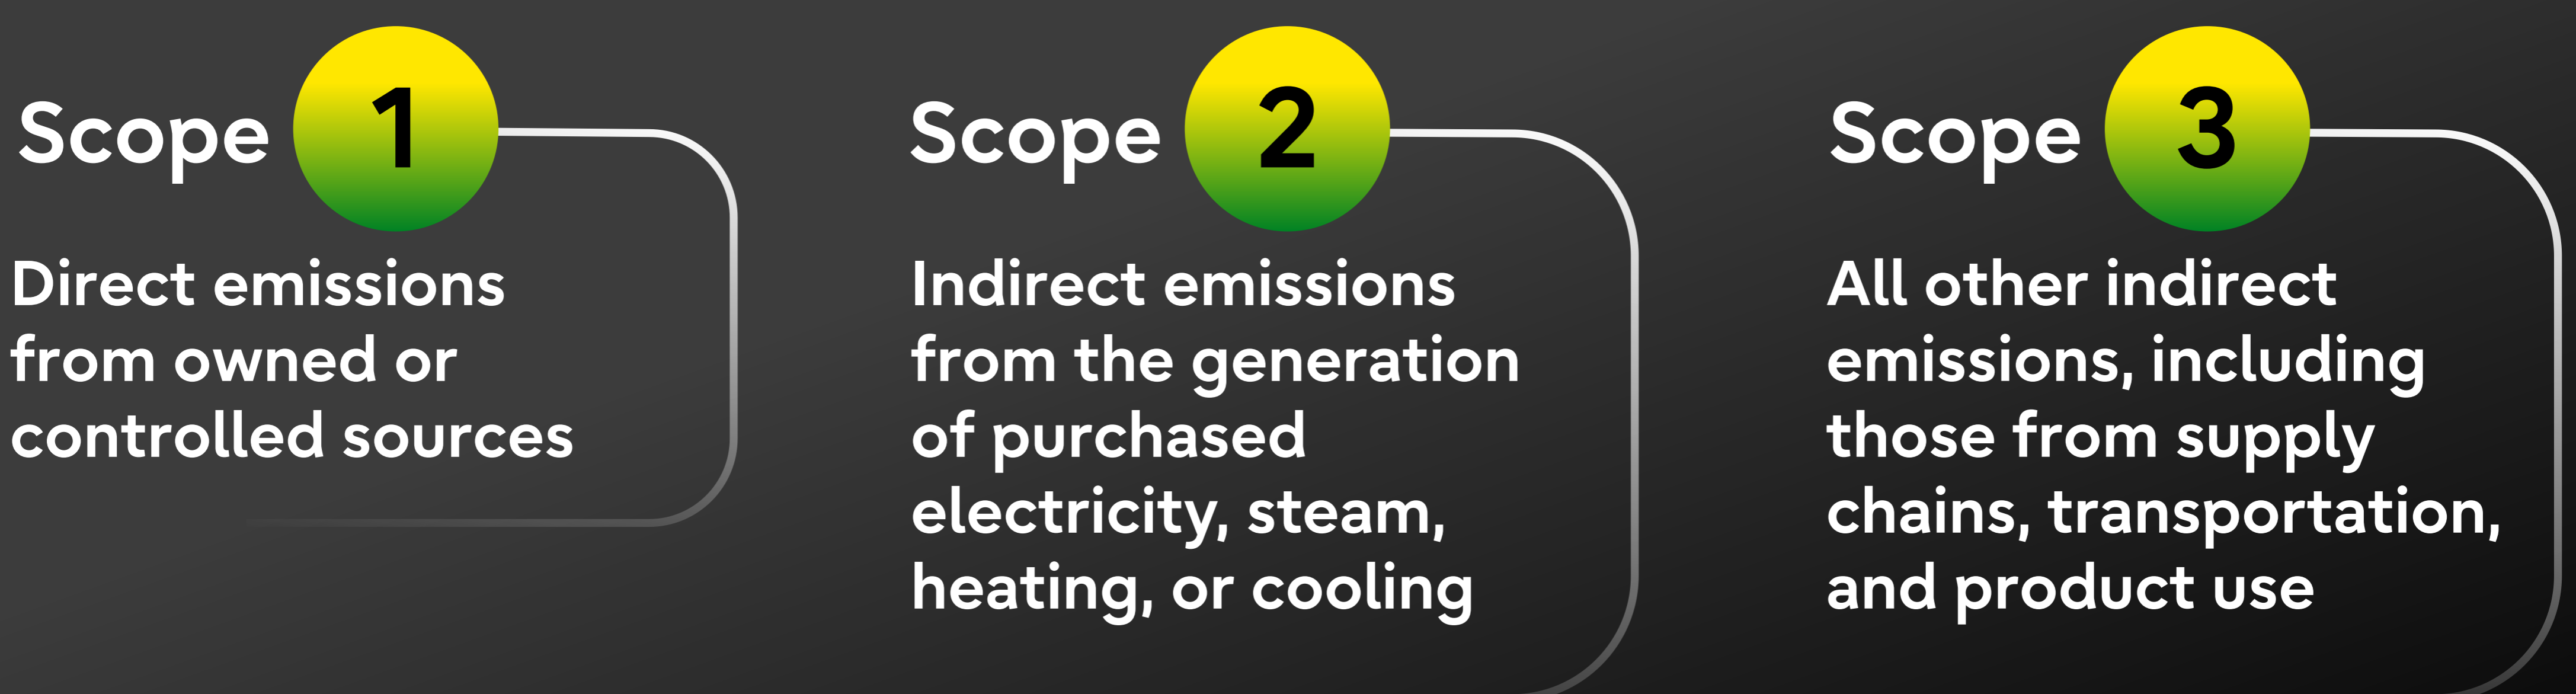 Scope 1
Direct emissions
from owned or
controlled sources
Scope 2
Indirect emissions
from the generation
of purchased
electricity, steam,
heating, or cooling
Scope 3
All other indirect
emissions, including
those from supply
chains, transportation,
and product use